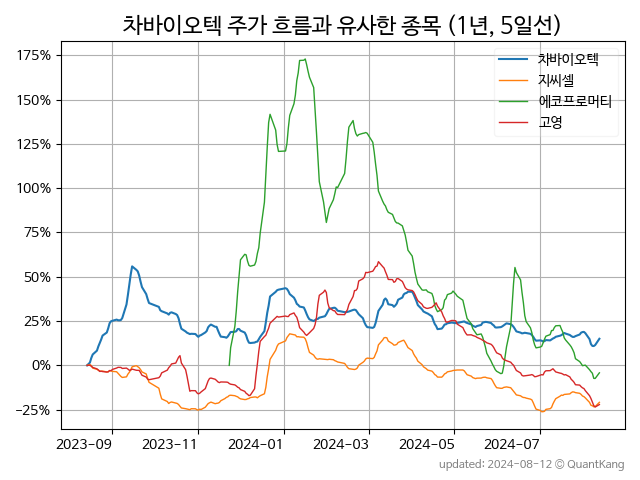 차바이오텍 주가 흐름과 유사한 종목 (1년, 5일선)
175%
150%
125%
100%
75%
50%
25%
0%
−25%
차바이오텍
지씨셀
에코프로머티
고영
2023-09 2023-11 2024-01 2024-03 2024-05 2024-07
updated: 2024-08-12 © QuantKang